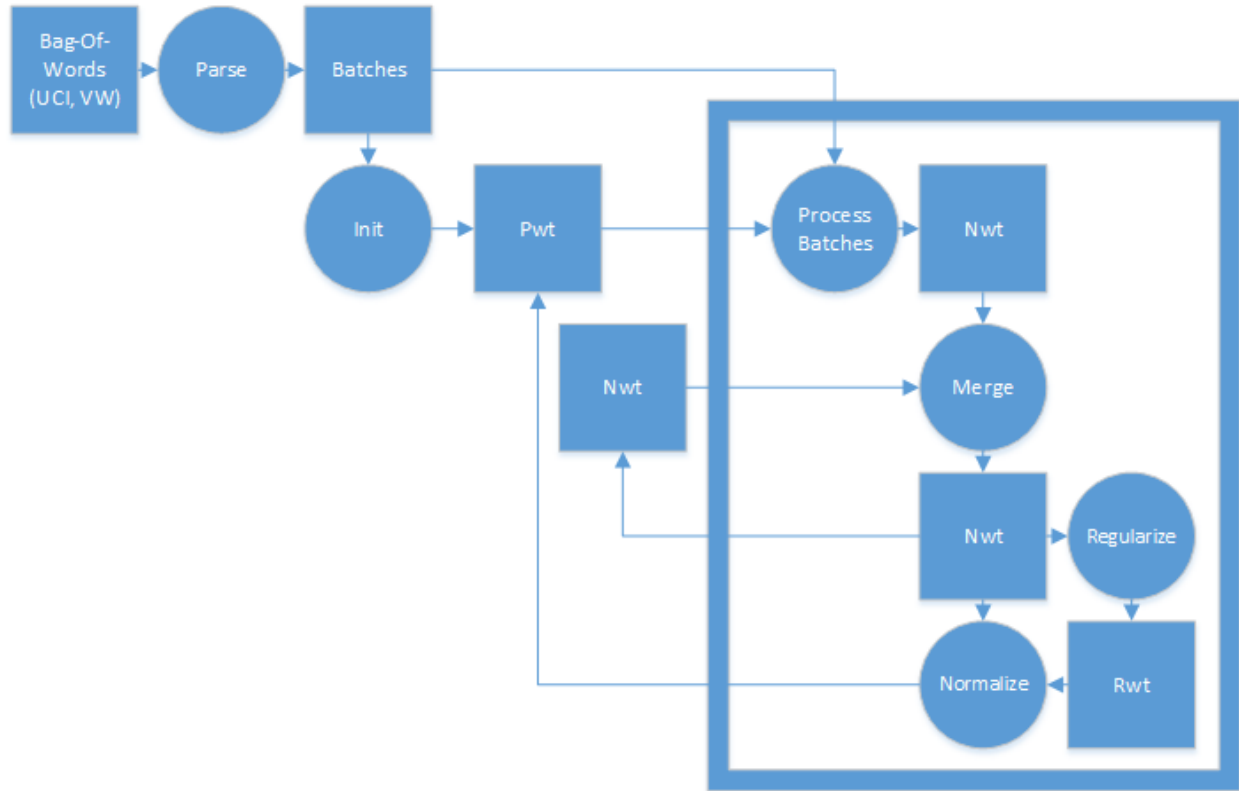 Bag-Of-
Words
(UCI, VW)
Parse
Batches
Init
Pwt
Process
Batches
Nwt
Nwt
Merge
Nwt
Regularize
Normalize
Rwt